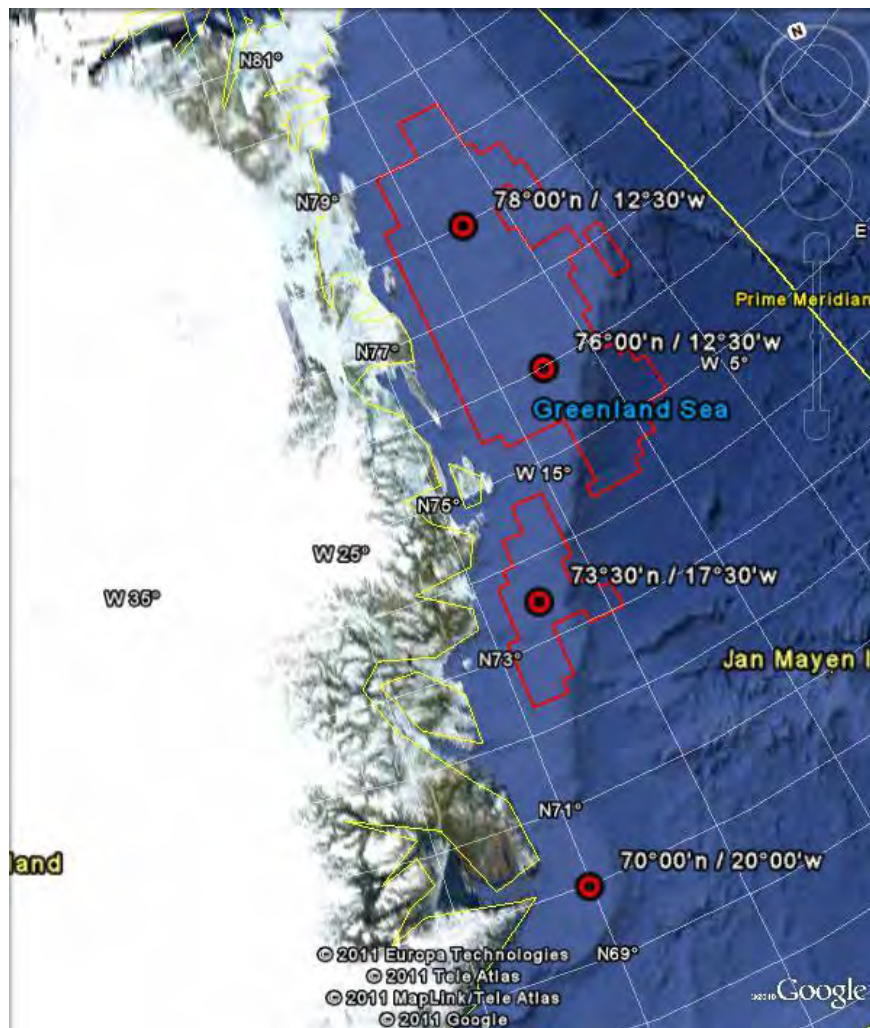 N
N81°
N79°
78°00'n / 12°30'w
E
Prime Meridian
N77°
76°00'n / 12°30'w
W 5°
Greenland Sea
W 15°
N75°
W 25°
73°30'n / 17°30'w
W 35°
N73°
Jan Mayen I
N71°
land
70°00'n / 20°00'w
N69°
© 2011 Europa Technologies
© 2011 Tele Atlas
© 2011 MapLink/Tele Atlas
© 2011 Google
©2010 Google